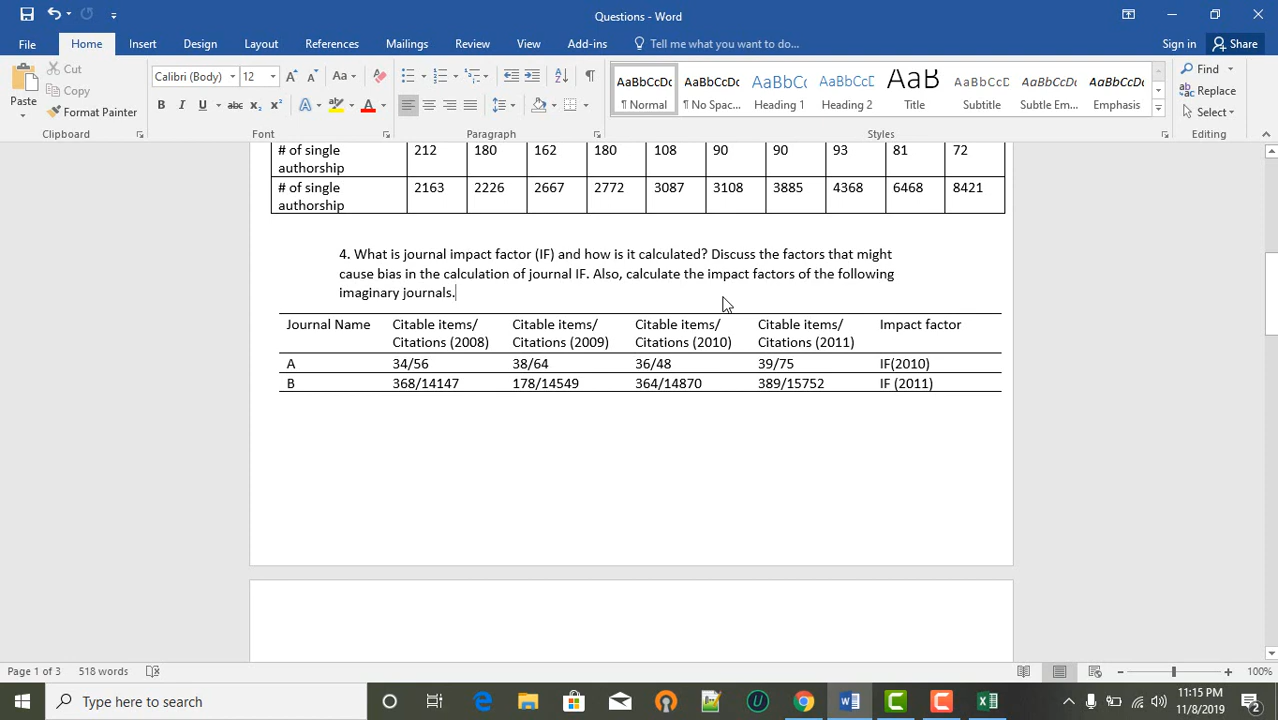 Questions - Word
File Home Insert Design Layout References Mailings Review View Add-ins Tell me what you want to do... Sign in Share
Paste
Cut
Copy
Format Painter
Clipboard
Calibri (Body) 12
Aa
B I U abc X₂ X²
A A
Font
Paragraph
AaBbCcDc AaBbCcDc AaBbCc AaBbCcD AaB AaBbCcD AaBbCcDc AaBbCcDc
¶ Normal ¶ No Spac... Heading 1 Heading 2 Title Subtitle Subtle Em... Emphasis
Styles
Find
Replace
Select
Editing
# of single authorship 212 180 162 180 108 90 90 93 81 72
# of single authorship 2163 2226 2667 2772 3087 3108 3885 4368 6468 8421
4. What is journal impact factor (IF) and how is it calculated? Discuss the factors that might
cause bias in the calculation of journal IF. Also, calculate the impact factors of the following
imaginary journals.
Journal Name Citable items/ Citations (2008) Citable items/ Citations (2009) Citable items/ Citations (2010) Citable items/ Citations (2011) Impact factor
A 34/56 38/64 36/48 39/75 IF(2010)
B 368/14147 178/14549 364/14870 389/15752 IF (2011)
Page 1 of 3 518 words 100%
Type here to search
11:15 PM
11/8/2019
2